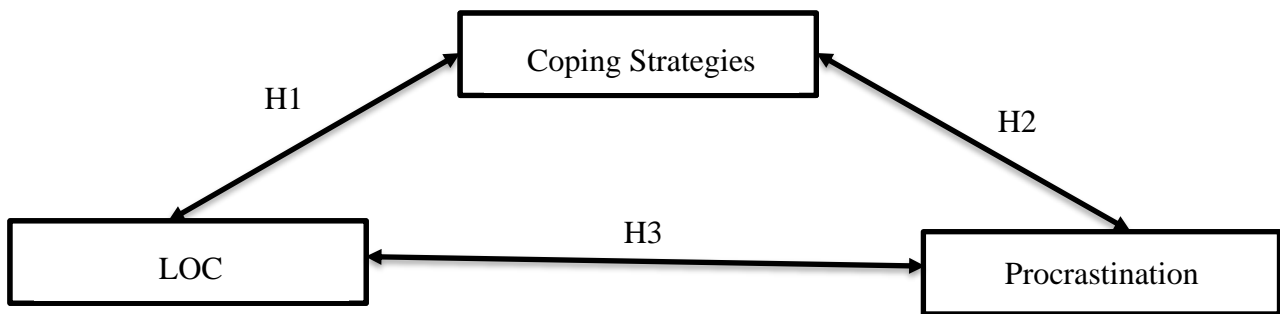 Coping Strategies
H1
H2
H3
LOC
Procrastination